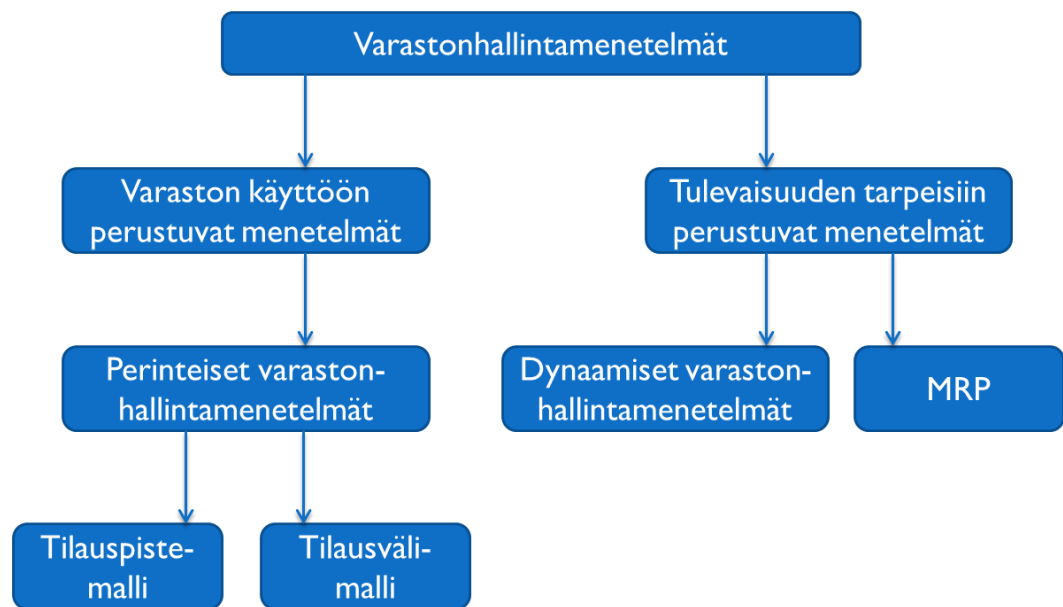 Varastonhallintamenetelmät
Varaston käyttöön
perustuvat menetelmät
Tulevaisuuden tarpeisiin
perustuvat menetelmät
Perinteiset varaston-
hallintamenetelmät
Dynaamiset varaston-
hallintamenetelmät
MRP
Tilauspiste-
malli
Tilausväli-
malli